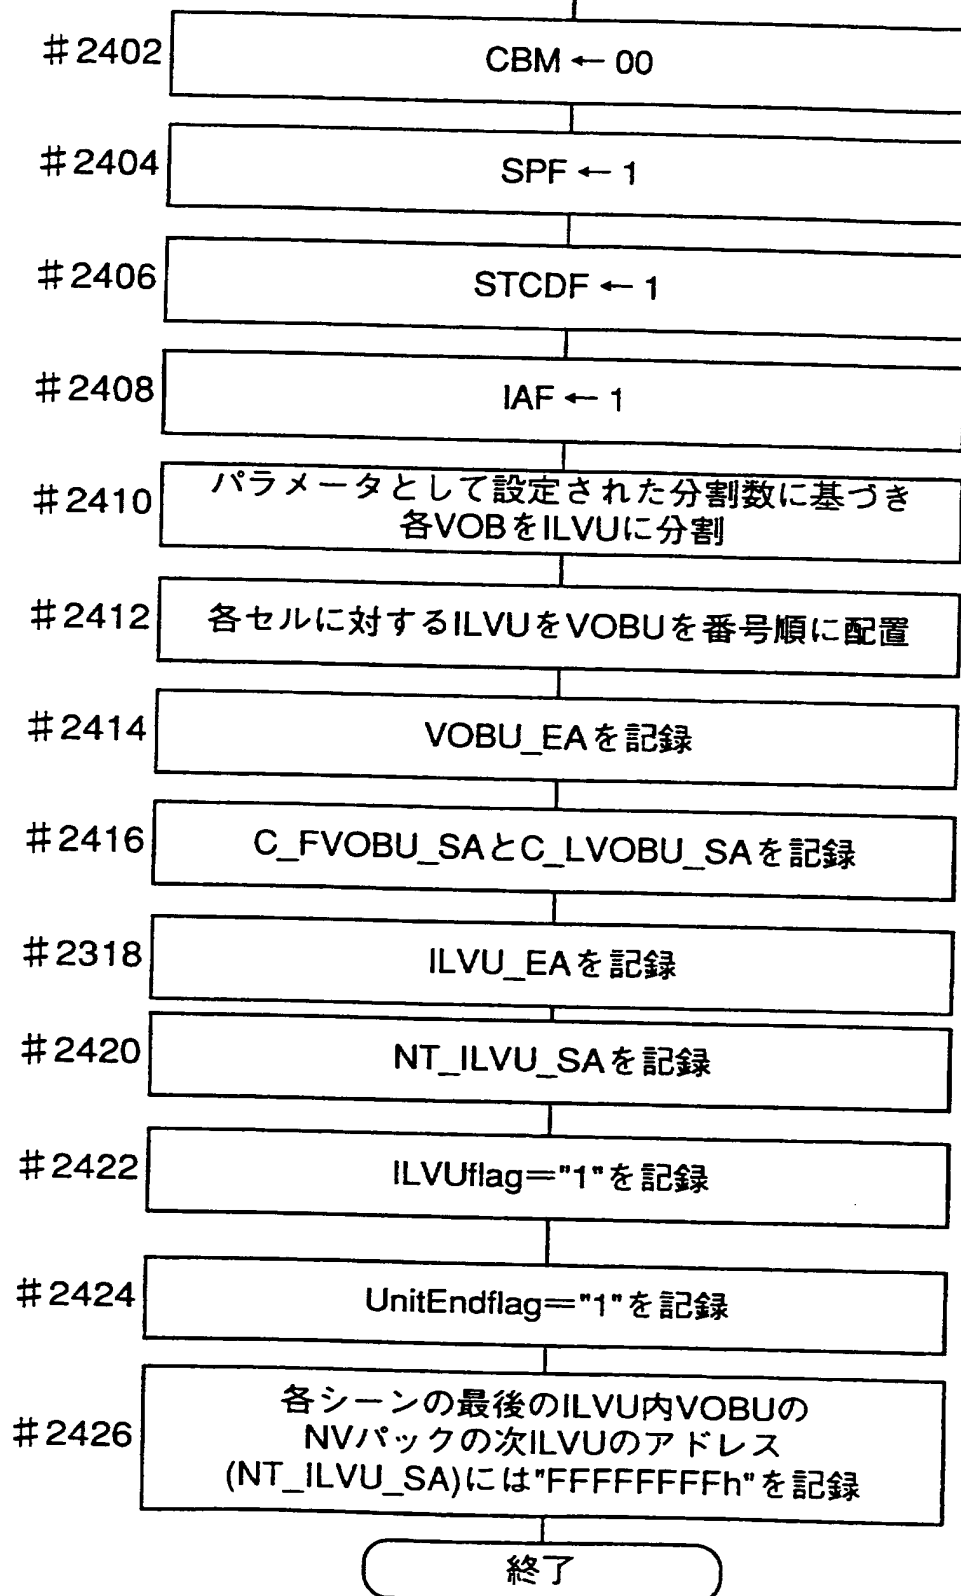 #2402 CBM ← 00
#2404 SPF ← 1
#2406 STCDF ← 1
#2408 IAF ← 1
#2410 パラメータとして設定された分割数に基づき
各VOBをILVUに分割
#2412 各セルに対するILVUをVOBUを番号順に配置
#2414 VOBU_EAを記録
#2416 C_FVOBU_SAとC_LVOBU_SAを記録
#2318 ILVU_EAを記録
#2420 NT_ILVU_SAを記録
#2422 ILVUflag="1"を記録
#2424 UnitEndflag="1"を記録
#2426 各シーンの最後のILVU内VOBUの
NVパックの次ILVUのアドレス
(NT_ILVU_SA)には"FFFFFFFFh"を記録
終了